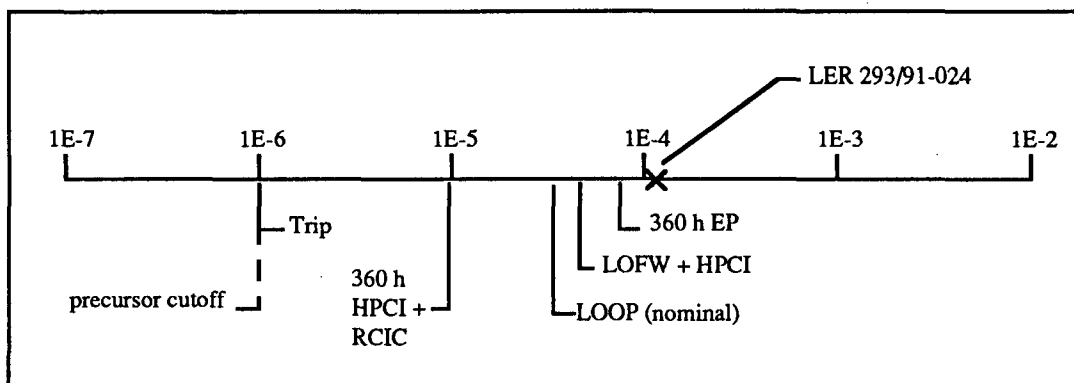 LER 293/91-024
1E-7 1E-6 1E-5 1E-4 1E-3 1E-2
Trip
360 h EP
LOFW + HPCI
360 h
HPCI +
RCIC
precursor cutoff
LOOP (nominal)